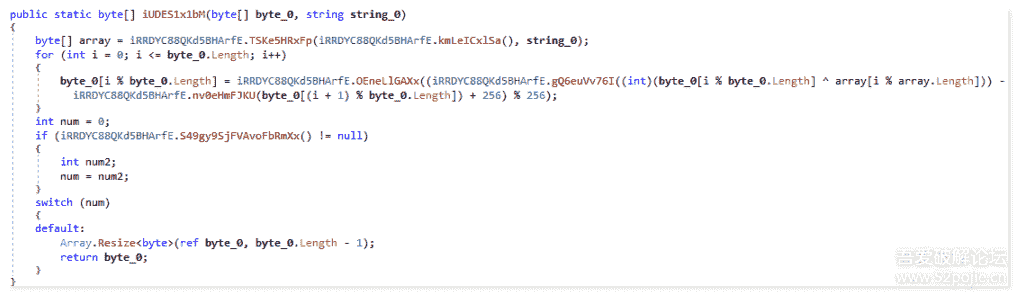 public static byte[] iUDES1x1bM(byte[] byte_0, string string_0)
{
byte[] array = iRRDYC88QKd5BHArfE.TSKe5HRxFp(iRRDYC88QKd5BHArfE.kmLeICxlSa(), string_0);
for (int i = 0; i <= byte_0.Length; i++)
{
byte_0[i % byte_0.Length] = iRRDYC88QKd5BHArfE.OEneLlGAXx((iRRDYC88QKd5BHArfE.gQ6euVv76I((int)(byte_0[i % byte_0.Length] ^ array[i % array.Length])) -
iRRDYC88QKd5BHArfE.nv0eHmFJKU(byte_0[(i + 1) % byte_0.Length]) + 256) % 256);
}
int num = 0;
if (iRRDYC88QKd5BHArfE.S49gy9SjFVAvoFbRmXx() != null)
{
int num2;
num = num2;
}
switch (num)
{
default:
Array.Resize<byte>(ref byte_0, byte_0.Length - 1);
return byte_0;
}
}
吾爱破解论坛
www.52pojie.cn